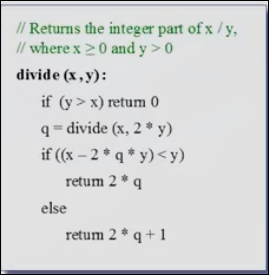 // Returns the integer part of x / y,
// where x ≥ 0 and y > 0
divide (x,y):
if (y > x) return 0
q = divide (x, 2 * y)
if ((x – 2 * q * y) < y)
return 2 * q
else
return 2 * q + 1